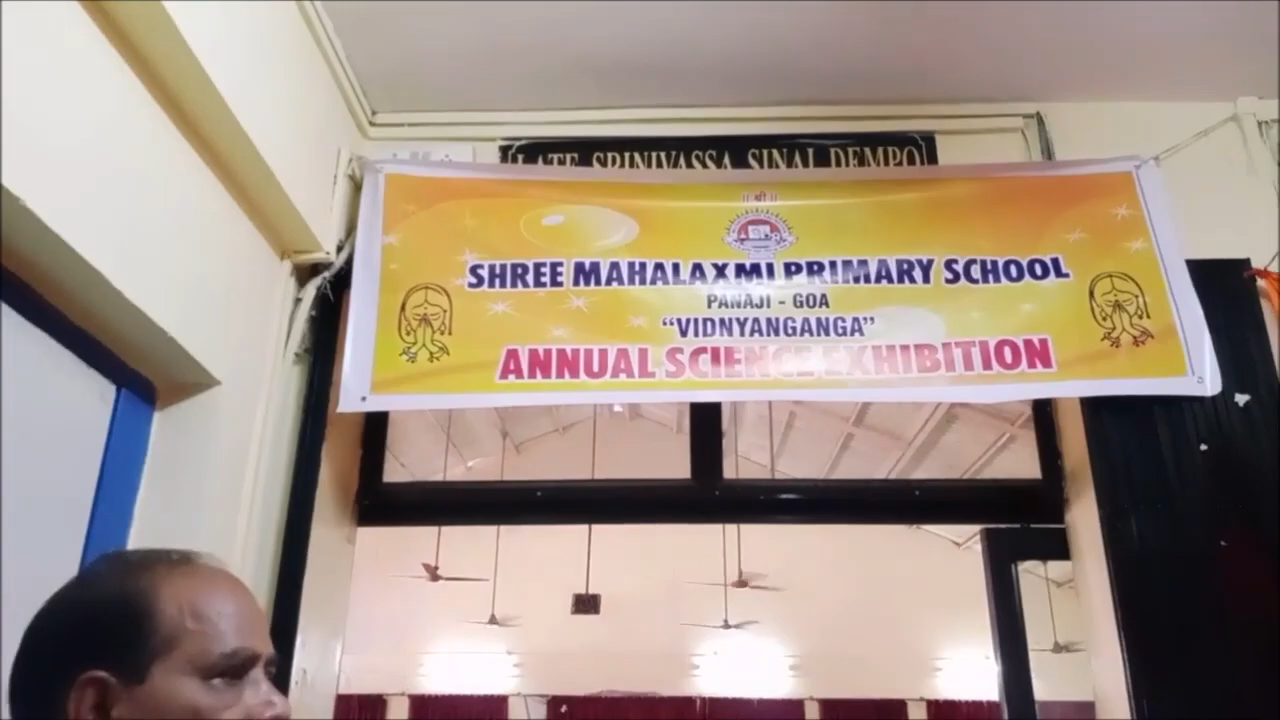 LATE SRINIVASSA SINAI DEMPO
|| श्री ||
SHREE MAHALAXMI PRIMARY SCHOOL
PANAJI - GOA
"VIDNYANGANGA"
ANNUAL SCIENCE EXHIBITION